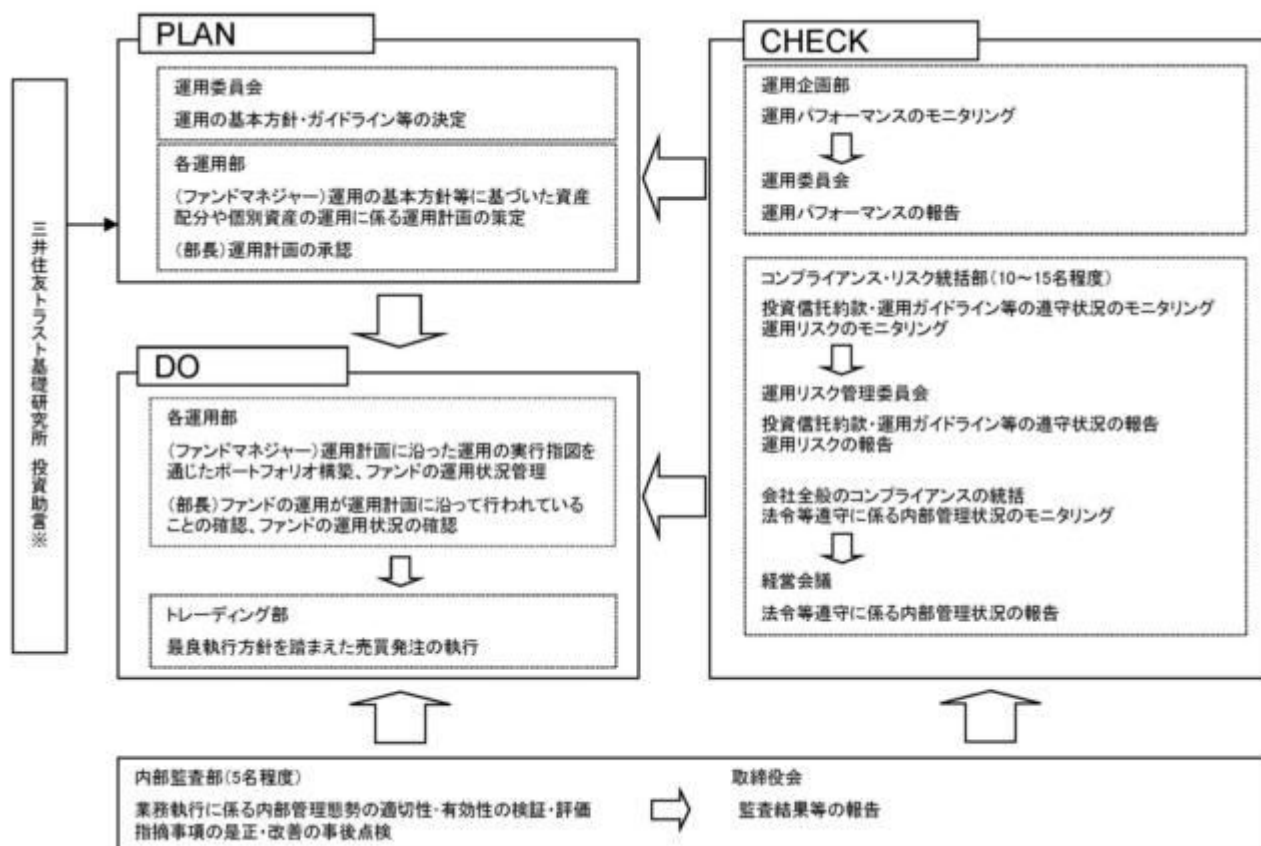 PLAN
運用委員会
運用の基本方針・ガイドライン等の決定
各運用部
(ファンドマネジャー)運用の基本方針等に基づいた資産
配分や個別資産の運用に係る運用計画の策定
(部長)運用計画の承認
三井住友トラスト基礎研究所 投資助言※
DO
各運用部
(ファンドマネジャー)運用計画に沿った運用の実行指図を
通じたポートフォリオ構築、ファンドの運用状況管理
(部長)ファンドの運用が運用計画に沿って行われている
ことの確認、ファンドの運用状況の確認
トレーディング部
最良執行方針を踏まえた売買発注の執行
CHECK
運用企画部
運用パフォーマンスのモニタリング
運用委員会
運用パフォーマンスの報告
コンプライアンス・リスク統括部(10~15名程度)
投資信託約款・運用ガイドライン等の遵守状況のモニタリング
運用リスクのモニタリング
運用リスク管理委員会
投資信託約款・運用ガイドライン等の遵守状況の報告
運用リスクの報告
会社全般のコンプライアンスの統括
法令等遵守に係る内部管理状況のモニタリング
経営会議
法令等遵守に係る内部管理状況の報告
内部監査部(5名程度)
業務執行に係る内部管理態勢の適切性・有効性の検証・評価
指摘事項の是正・改善の事後点検
取締役会
監査結果等の報告